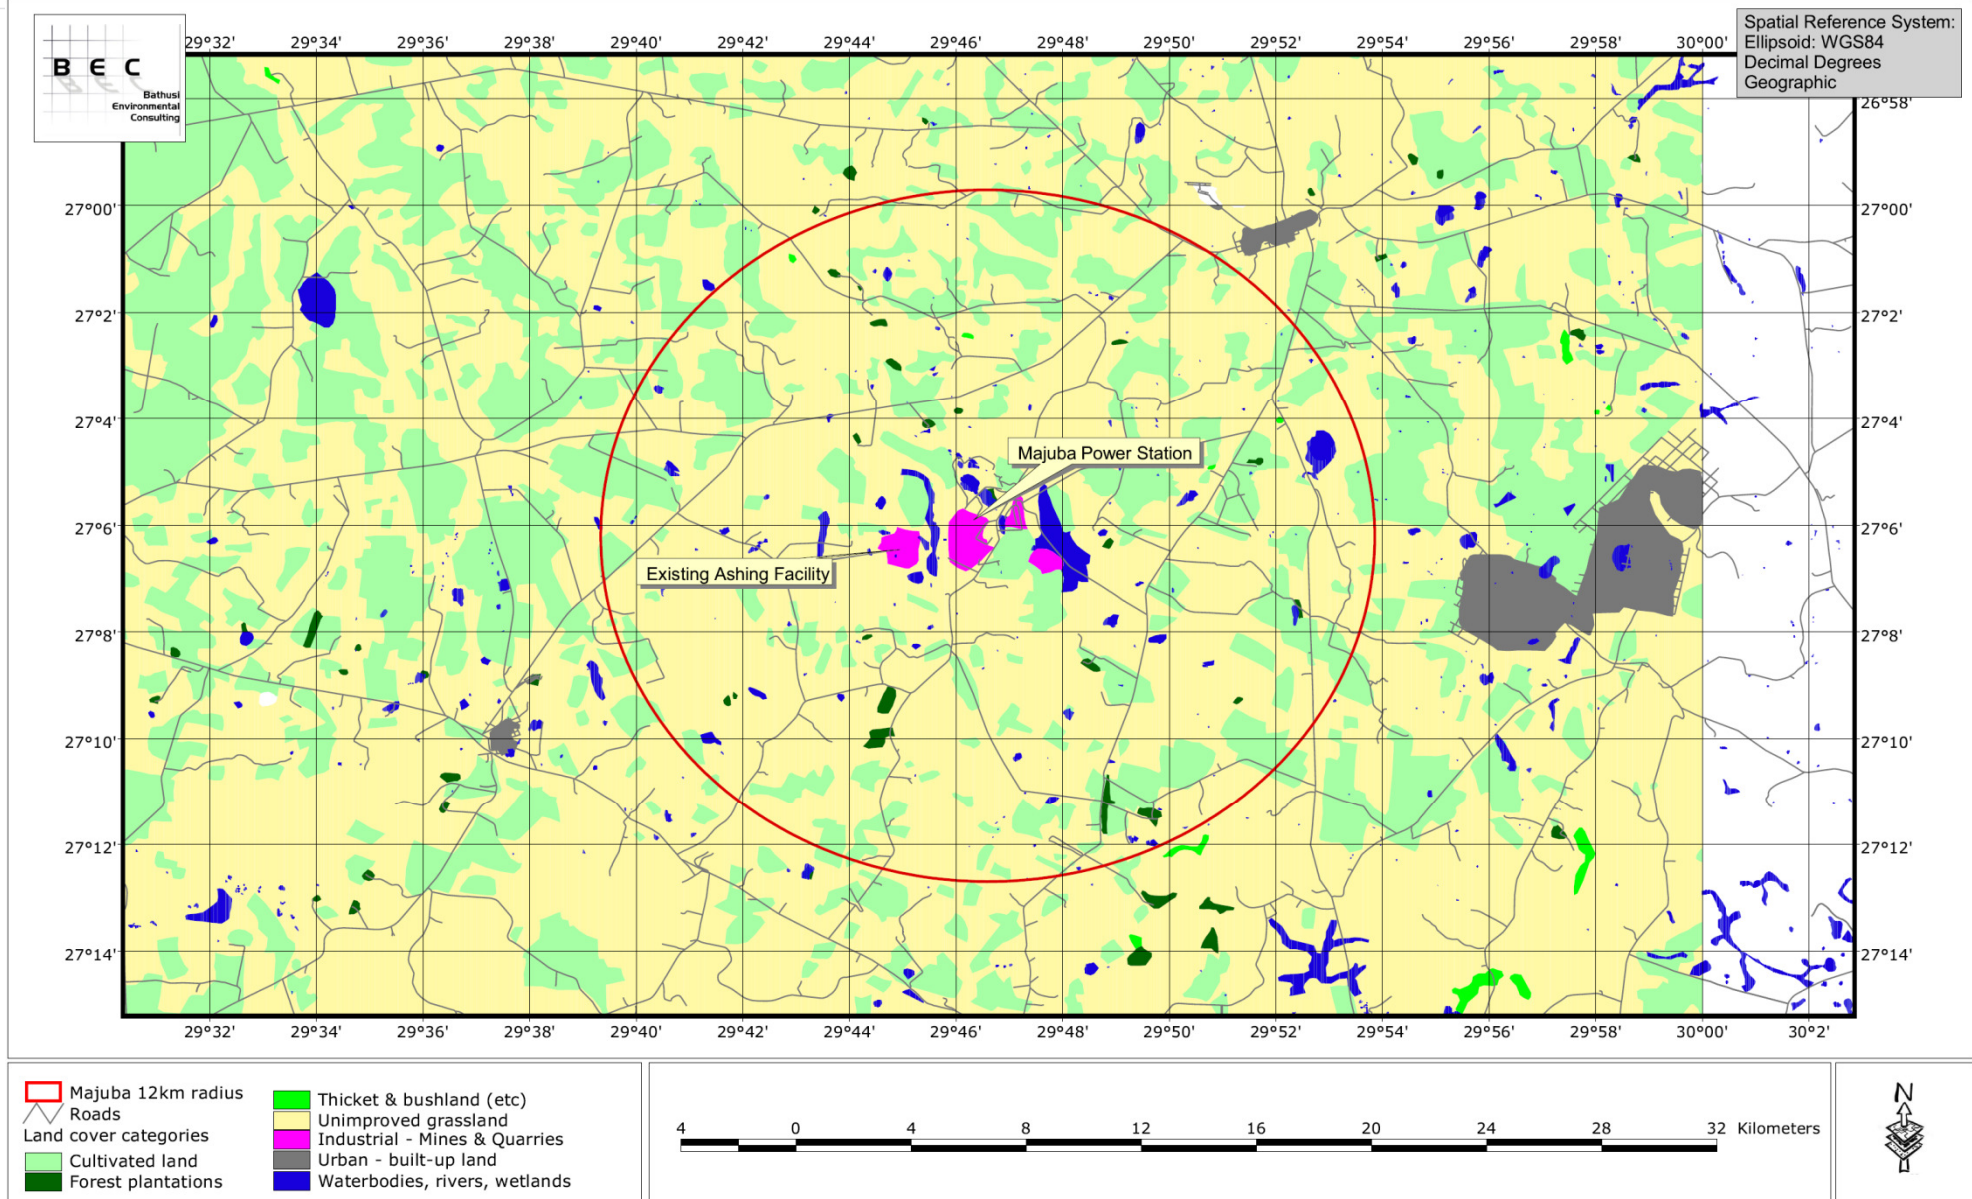 B E C
Bathusi
Environmental
Consulting
Spatial Reference System:
Ellipsoid: WGS84
Decimal Degrees
Geographic
29°32' 29°34' 29°36' 29°38' 29°40' 29°42' 29°44' 29°46' 29°48' 29°50' 29°52' 29°54' 29°56' 29°58' 30°00'
26°58'
27°00' 27°00'
27°2' 27°2'
27°4' 27°4'
Majuba Power Station
27°6' 27°6'
Existing Ashing Facility
27°8' 27°8'
27°10' 27°10'
27°12' 27°12'
27°14' 27°14'
29°32' 29°34' 29°36' 29°38' 29°40' 29°42' 29°44' 29°46' 29°48' 29°50' 29°52' 29°54' 29°56' 29°58' 30°00' 30°2'
Majuba 12km radius
Roads
Land cover categories
Cultivated land
Forest plantations
Thicket & bushland (etc)
Unimproved grassland
Industrial - Mines & Quarries
Urban - built-up land
Waterbodies, rivers, wetlands
4 0 4 8 12 16 20 24 28 32 Kilometers
N